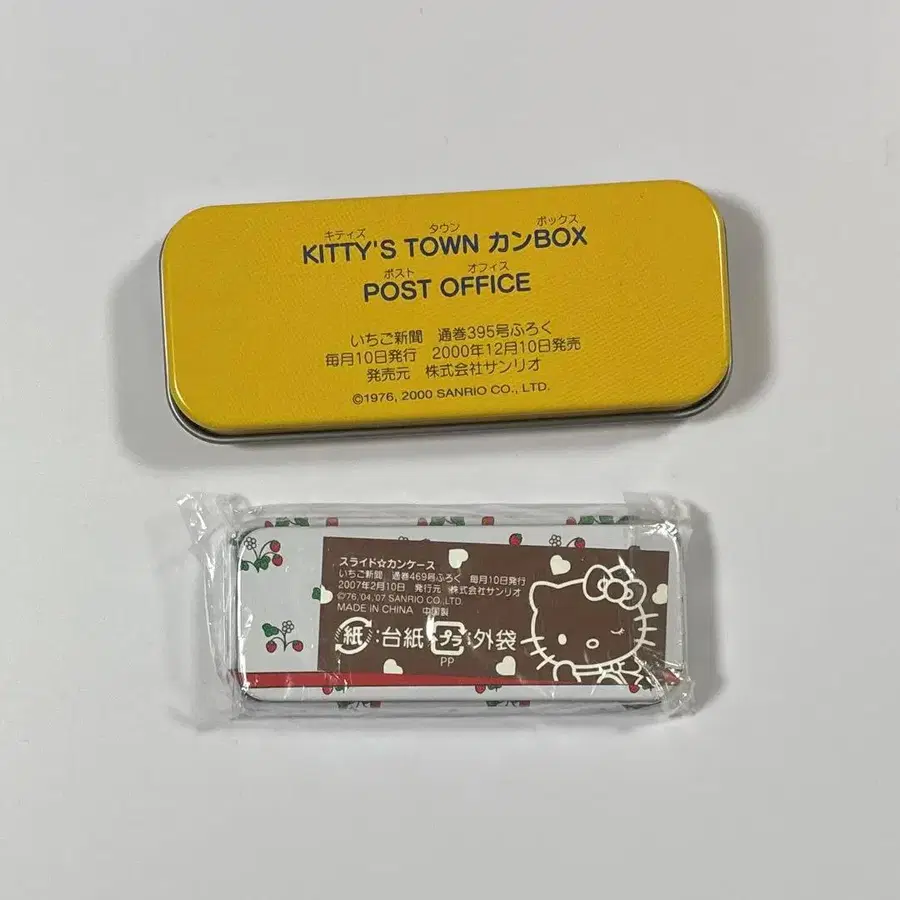 キティズ タウン ボックス
KITTY'S TOWN カンBOX
ポスト オフィス
POST OFFICE
いちご新聞 通巻395号ふろく
毎月10日発行 2000年12月10日発売
発売元 株式会社サンリオ
©1976, 2000 SANRIO CO., LTD.
スライド☆カンケース
いちご新聞 通巻469号ふろく 毎月10日発行
2007年2月10日 発行元 株式会社サンリオ
©'76,'04,'07 SANRIO CO.,LTD.
MADE IN CHINA 中国製
紙:台紙 プラ:外袋
PP